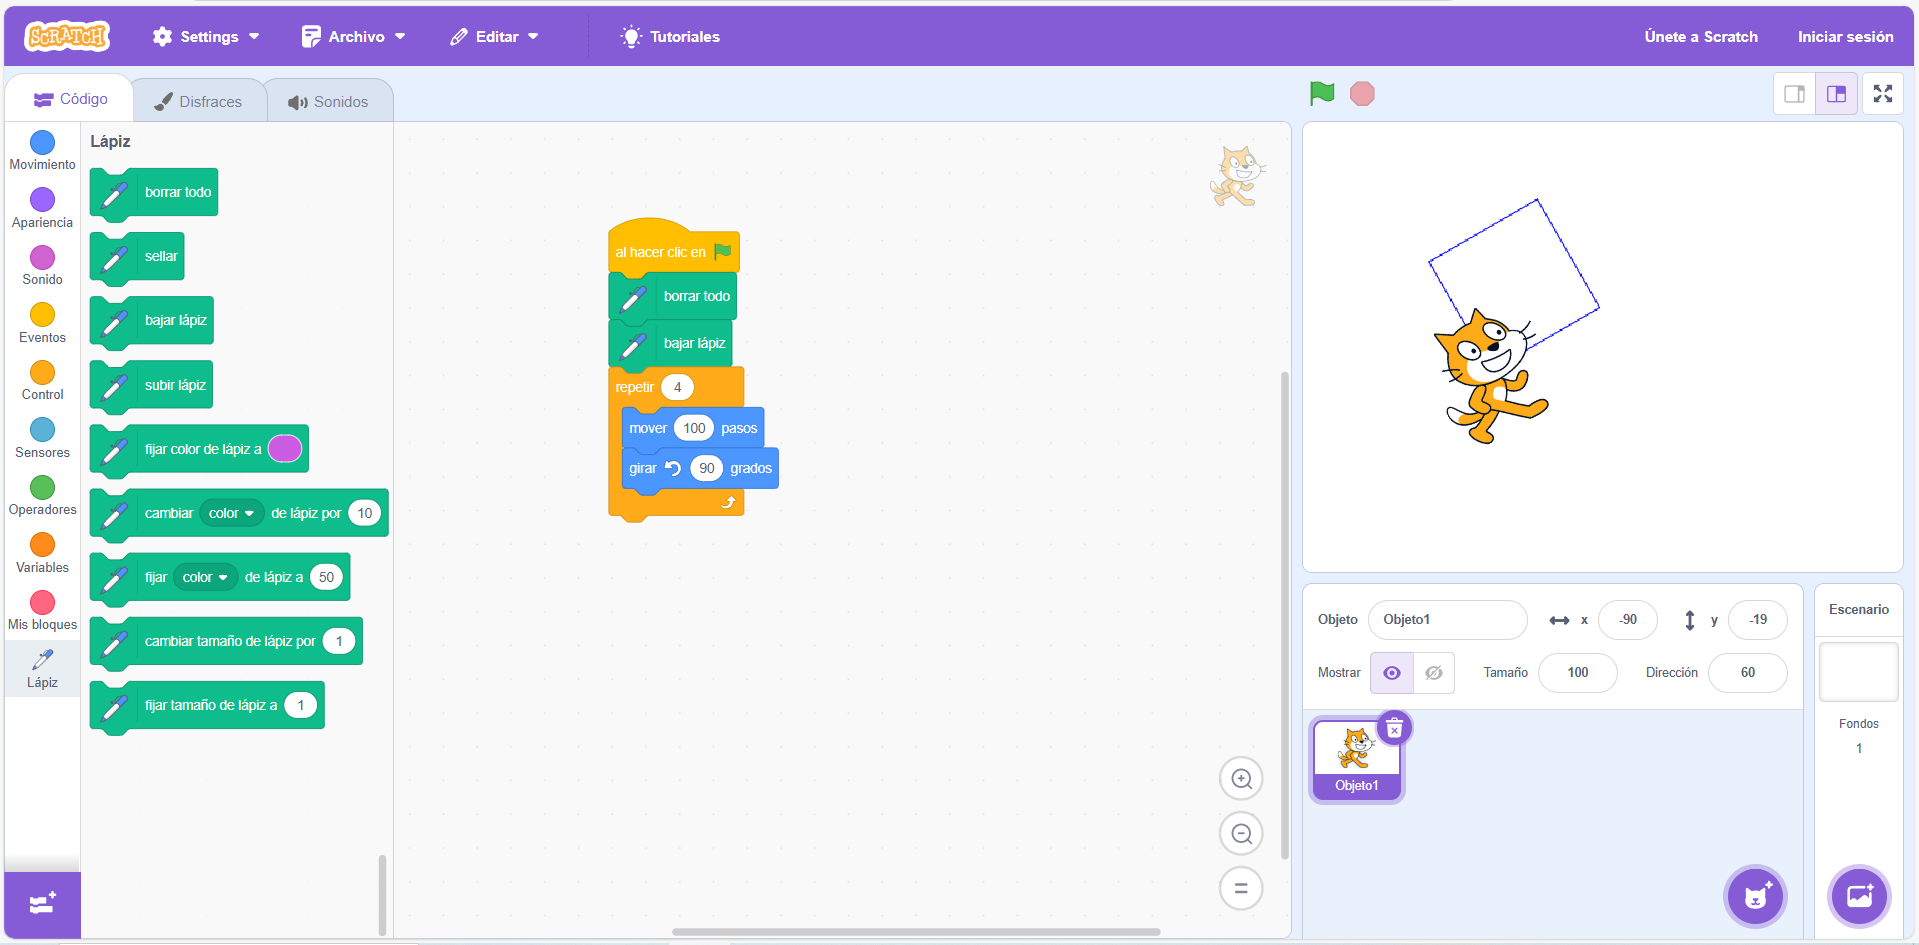 SCRATCH
Settings
Archivo
Editar
Tutoriales
Únete a Scratch
Iniciar sesión
Código
Disfraces
Sonidos
Movimiento
Apariencia
Sonido
Eventos
Control
Sensores
Operadores
Variables
Mis bloques
Lápiz
Lápiz
borrar todo
sellar
bajar lápiz
subir lápiz
fijar color de lápiz a
cambiar color de lápiz por 10
fijar color de lápiz a 50
cambiar tamaño de lápiz por 1
fijar tamaño de lápiz a 1
al hacer clic en
borrar todo
bajar lápiz
repetir 4
mover 100 pasos
girar 90 grados
Objeto Objeto1 x -90 y -19
Mostrar Tamaño 100 Dirección 60
Objeto1
Escenario
Fondos
1